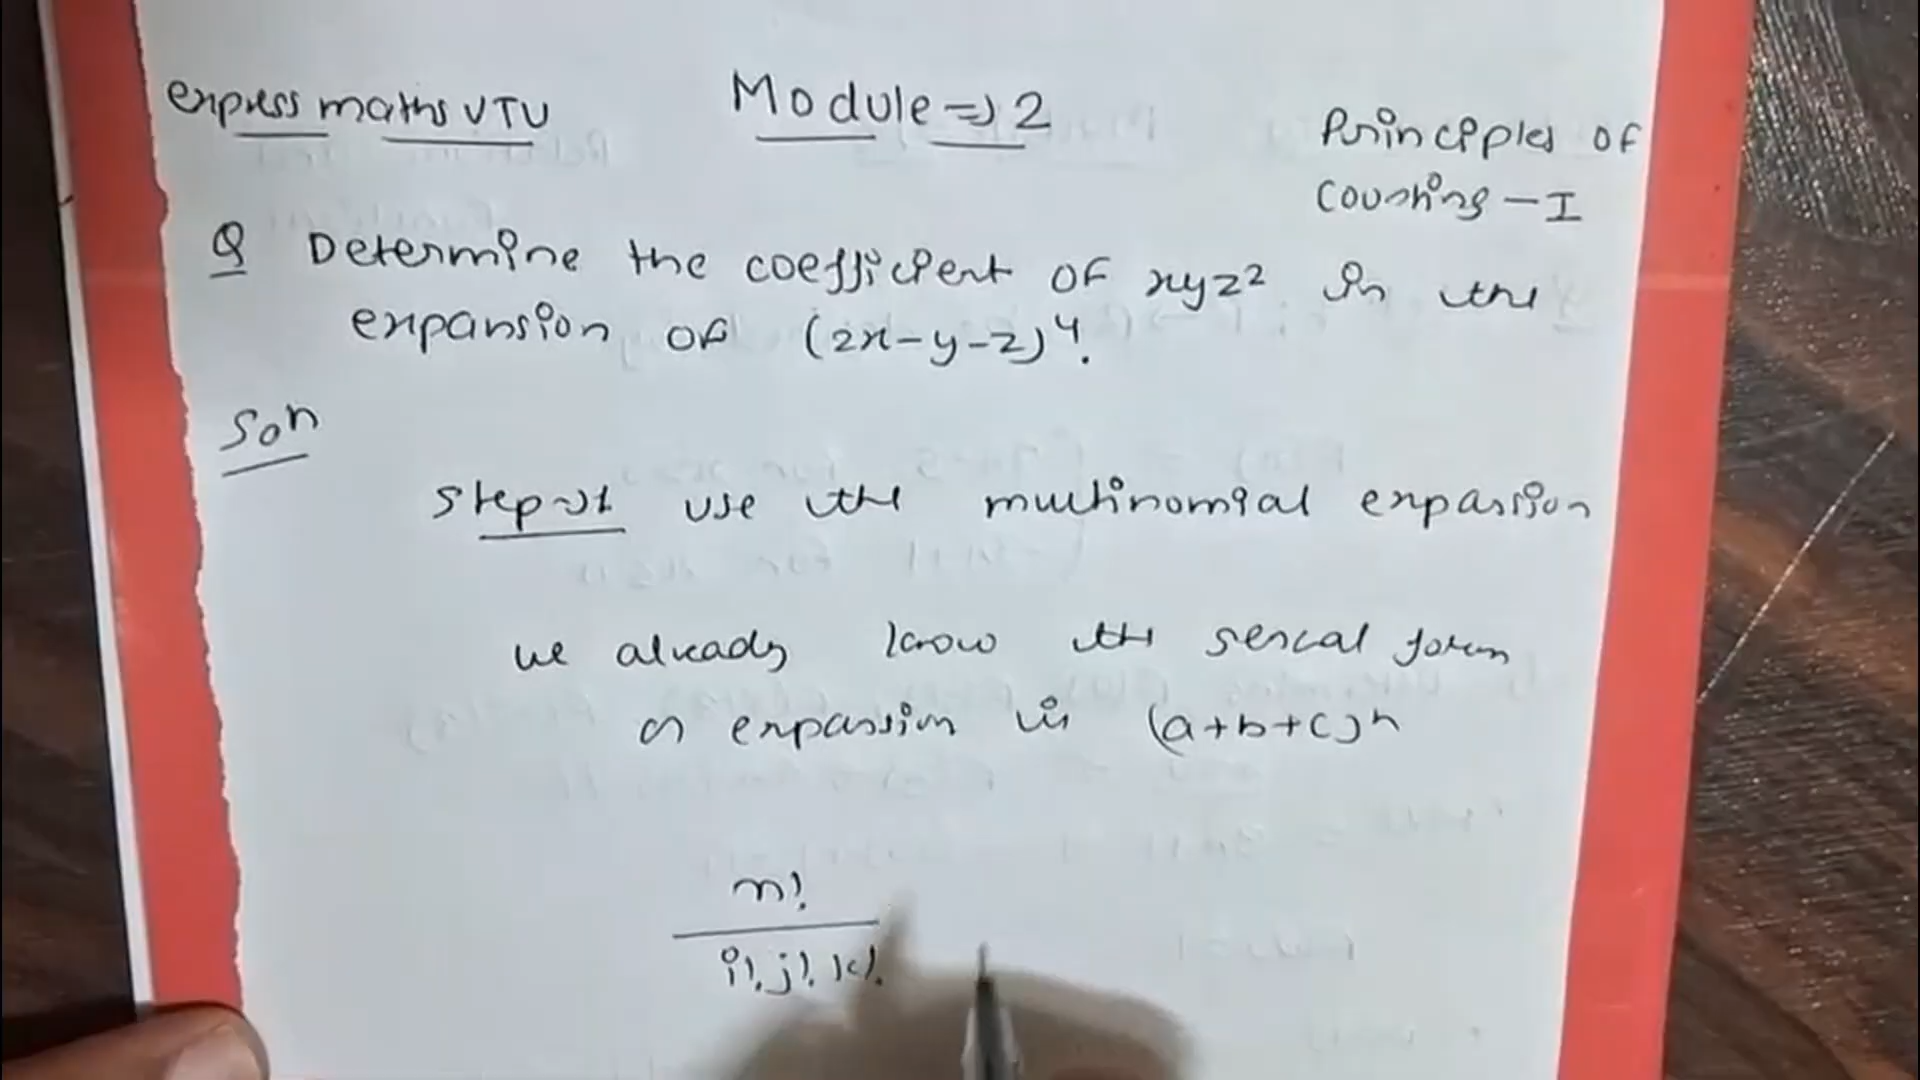 express maths VTU
Module => 2
Principles of
Counting - I
Q Determine the coefficient of xyz² in the
expansion of (2x-y-z)⁴.
Soⁿ
Step-1 use the multinomial expansion
we already know the general form
of expansion is (a+b+c)ⁿ
n!
i! j! k!